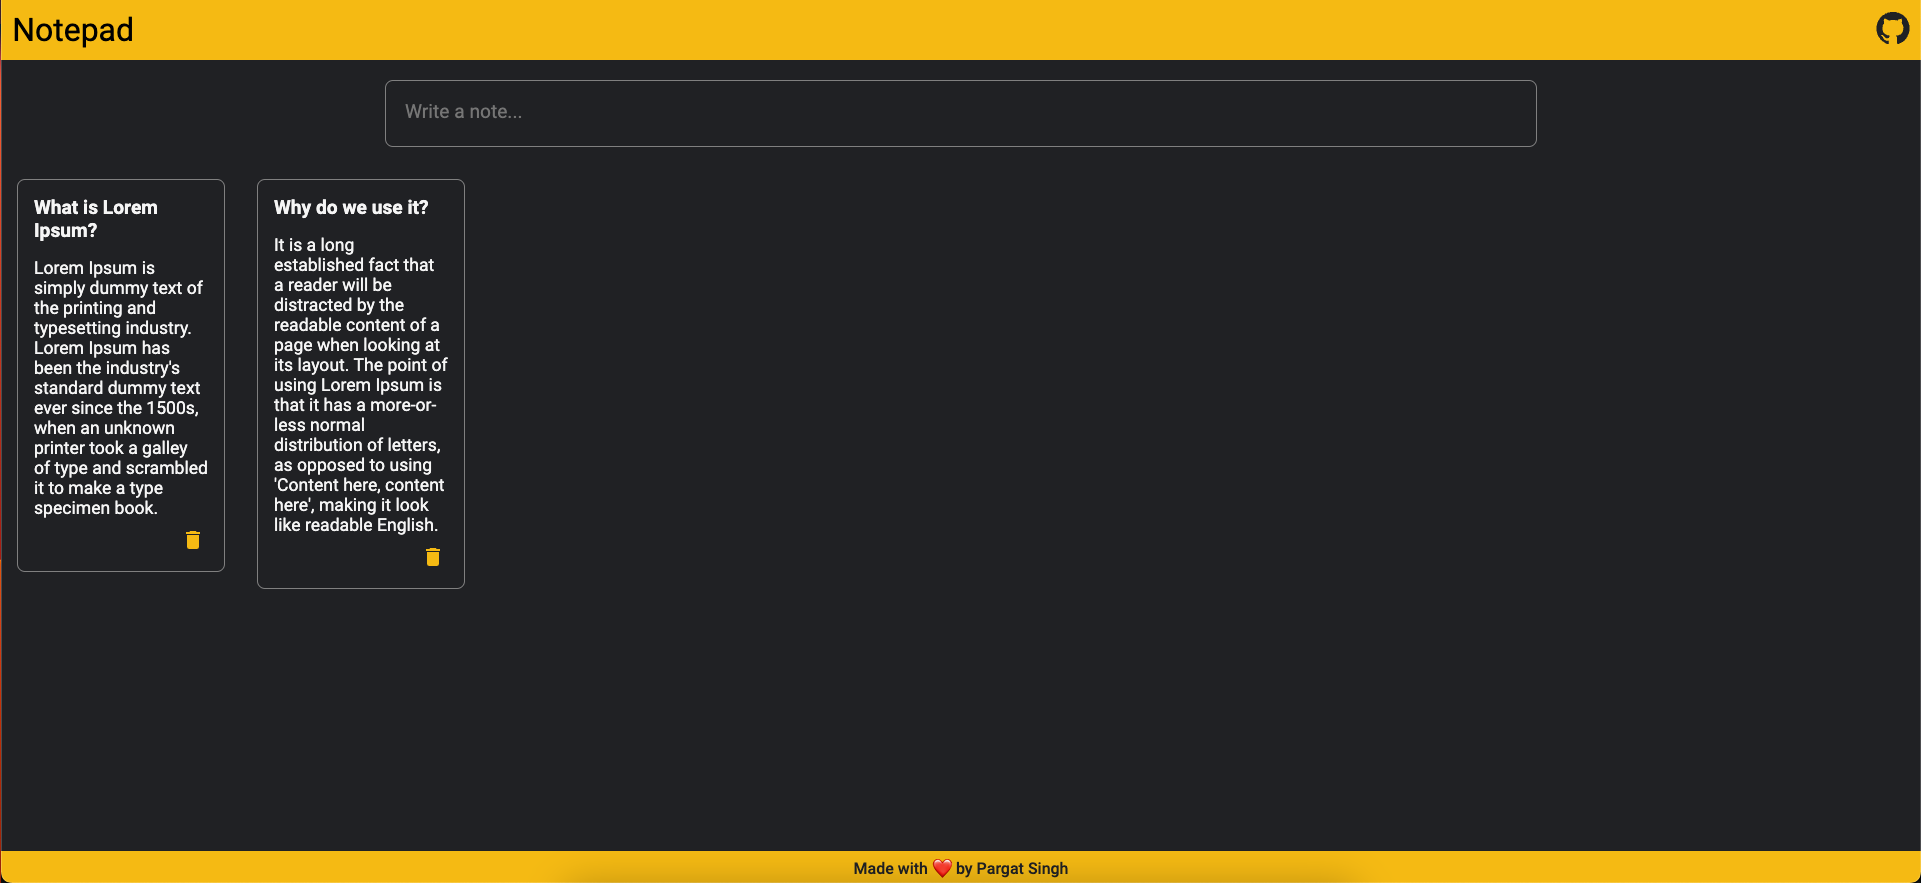 Notepad
Write a note...
What is Lorem
Ipsum?
Lorem Ipsum is
simply dummy text of
the printing and
typesetting industry.
Lorem Ipsum has
been the industry's
standard dummy text
ever since the 1500s,
when an unknown
printer took a galley
of type and scrambled
it to make a type
specimen book.
Why do we use it?
It is a long
established fact that
a reader will be
distracted by the
readable content of a
page when looking at
its layout. The point of
using Lorem Ipsum is
that it has a more-or-
less normal
distribution of letters,
as opposed to using
'Content here, content
here', making it look
like readable English.
Made with ❤️ by Pargat Singh